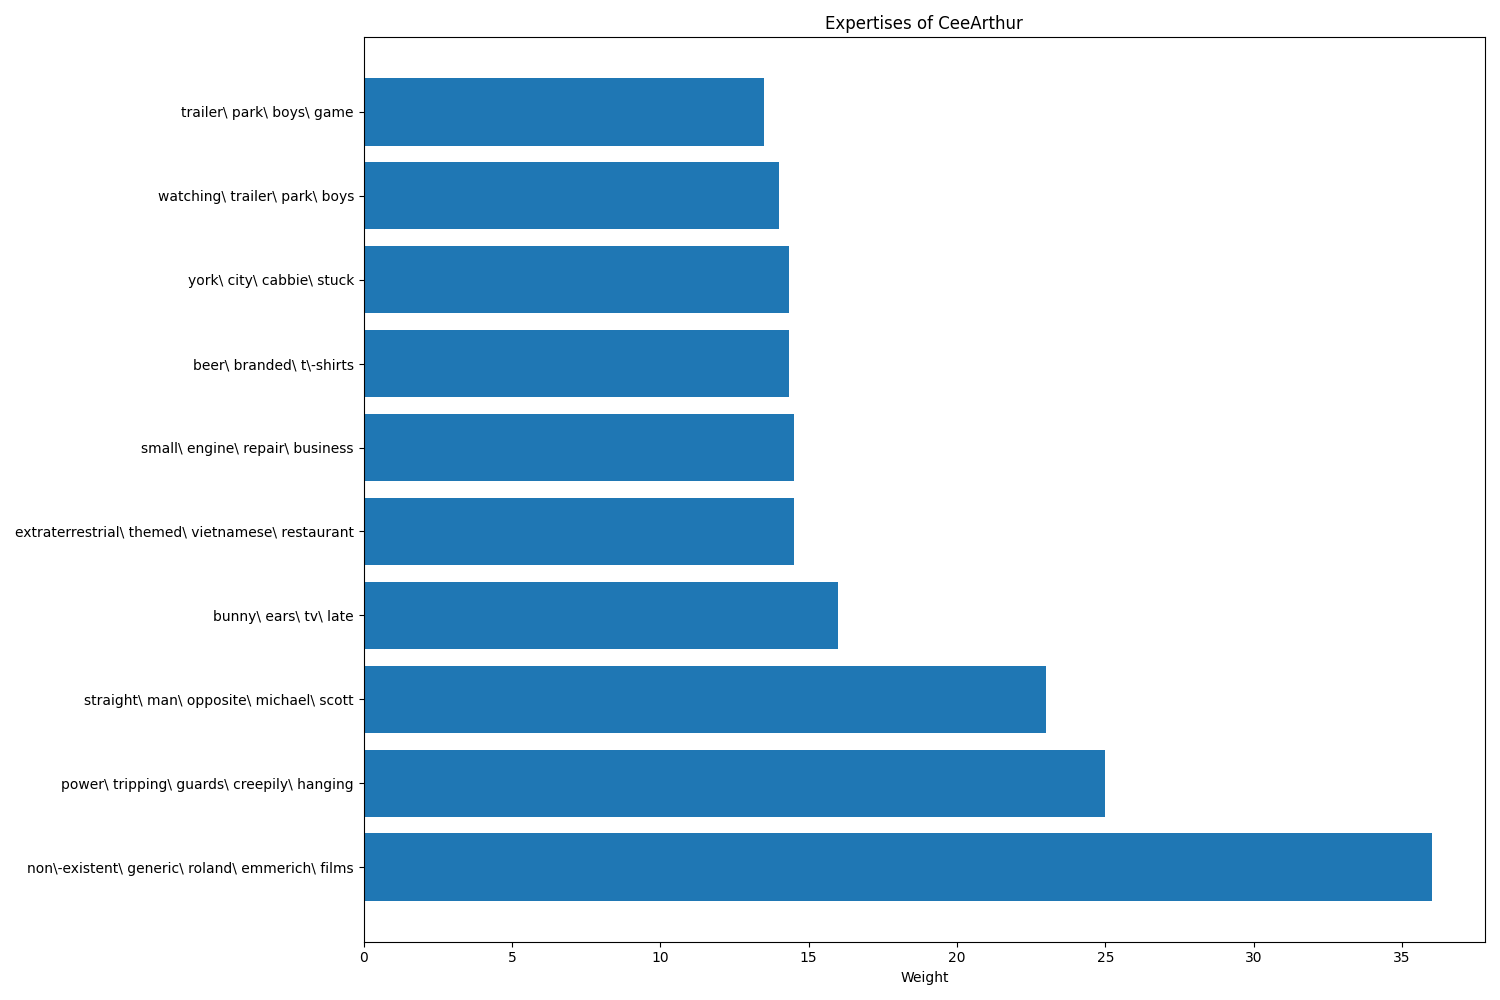 Expertises of CeeArthur
trailer\ park\ boys\ game
watching\ trailer\ park\ boys
york\ city\ cabbie\ stuck
beer\ branded\ t\-shirts
small\ engine\ repair\ business
extraterrestrial\ themed\ vietnamese\ restaurant
bunny\ ears\ tv\ late
straight\ man\ opposite\ michael\ scott
power\ tripping\ guards\ creepily\ hanging
non\-existent\ generic\ roland\ emmerich\ films
0 5 10 15 20 25 30 35
Weight